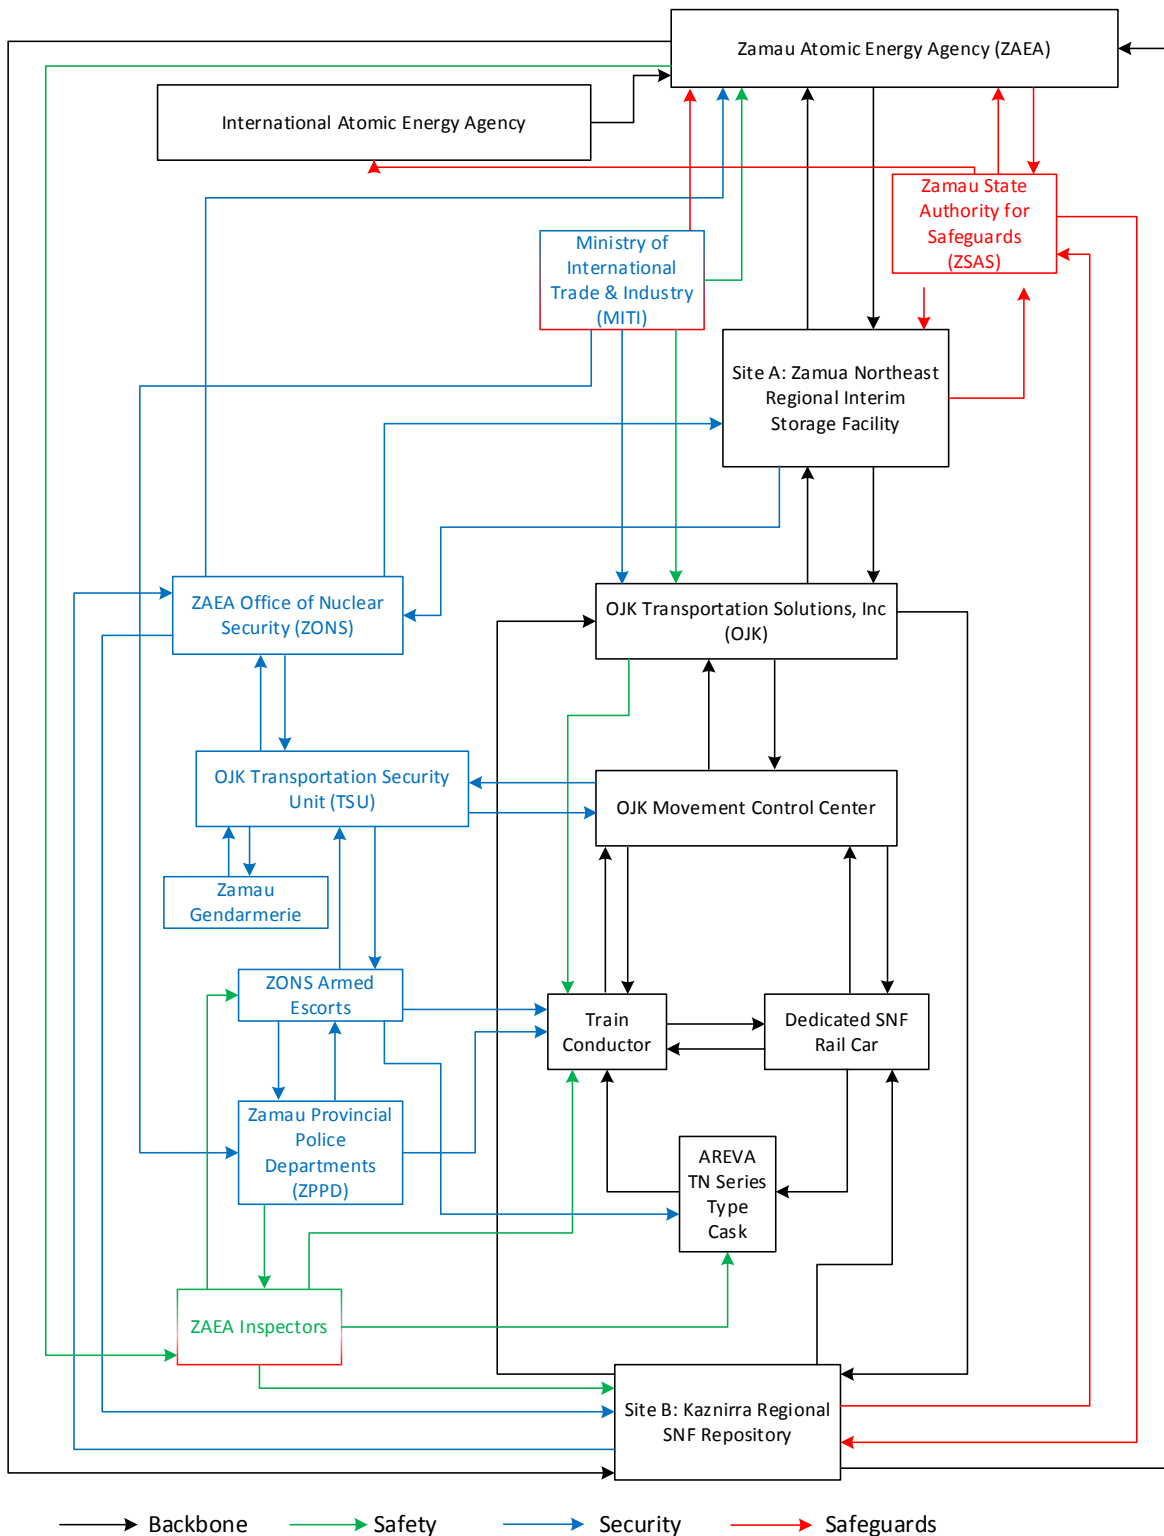 Zamau Atomic Energy Agency (ZAEA)
International Atomic Energy Agency
Zamau State
Authority for
Safeguards
(ZSAS)
Ministry of
International
Trade & Industry
(MITI)
Site A: Zamua Northeast
Regional Interim
Storage Facility
ZAEA Office of Nuclear
Security (ZONS)
OJK Transportation Solutions, Inc
(OJK)
OJK Transportation Security
Unit (TSU)
OJK Movement Control Center
Zamau
Gendarmerie
ZONS Armed
Escorts
Train
Conductor
Dedicated SNF
Rail Car
Zamau Provincial
Police
Departments
(ZPPD)
AREVA
TN Series
Type
Cask
ZAEA Inspectors
Site B: Kaznirra Regional
SNF Repository
Backbone
Safety
Security
Safeguards